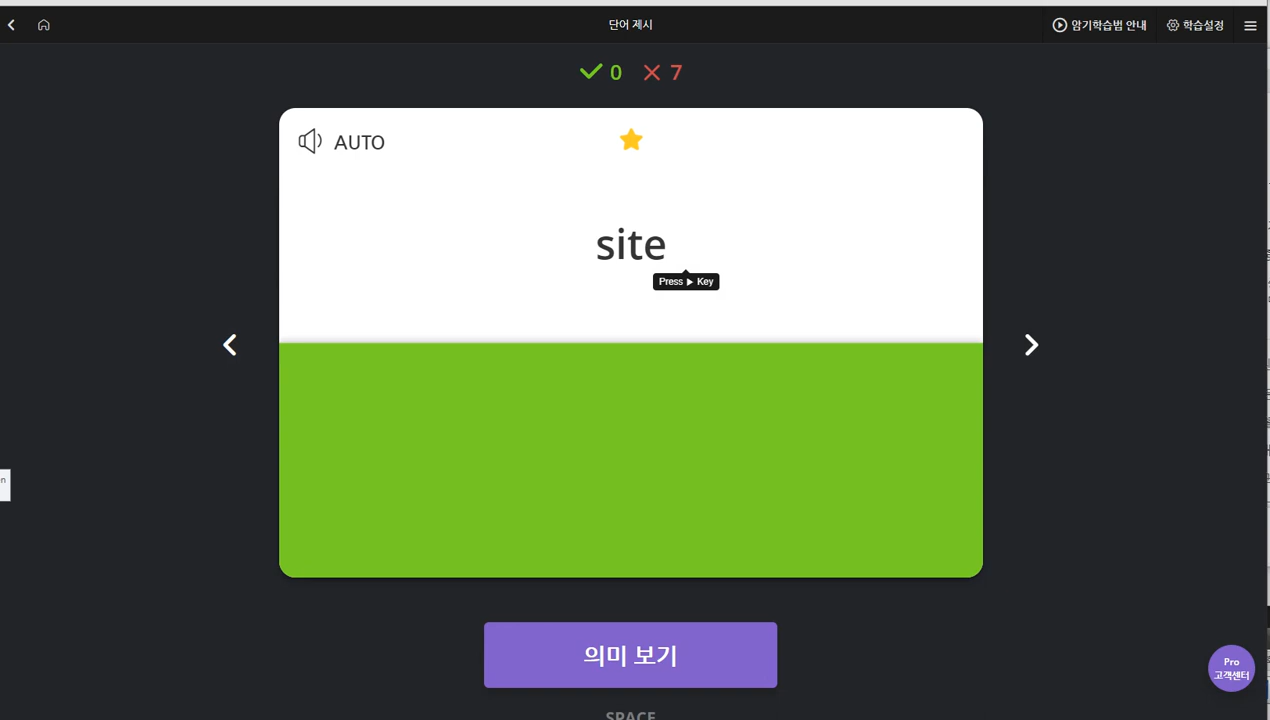 단어 제시
암기학습법 안내
학습설정
0
7
AUTO
site
Press ▶ Key
en
의미 보기
Pro
고객센터
SPACE